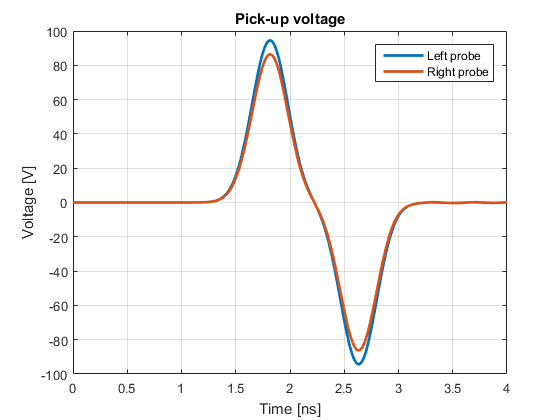 Pick-up voltage
Left probe
Right probe
100
80
60
40
20
0
-20
-40
-60
-80
-100
Voltage [V]
0 0.5 1 1.5 2 2.5 3 3.5 4
Time [ns]